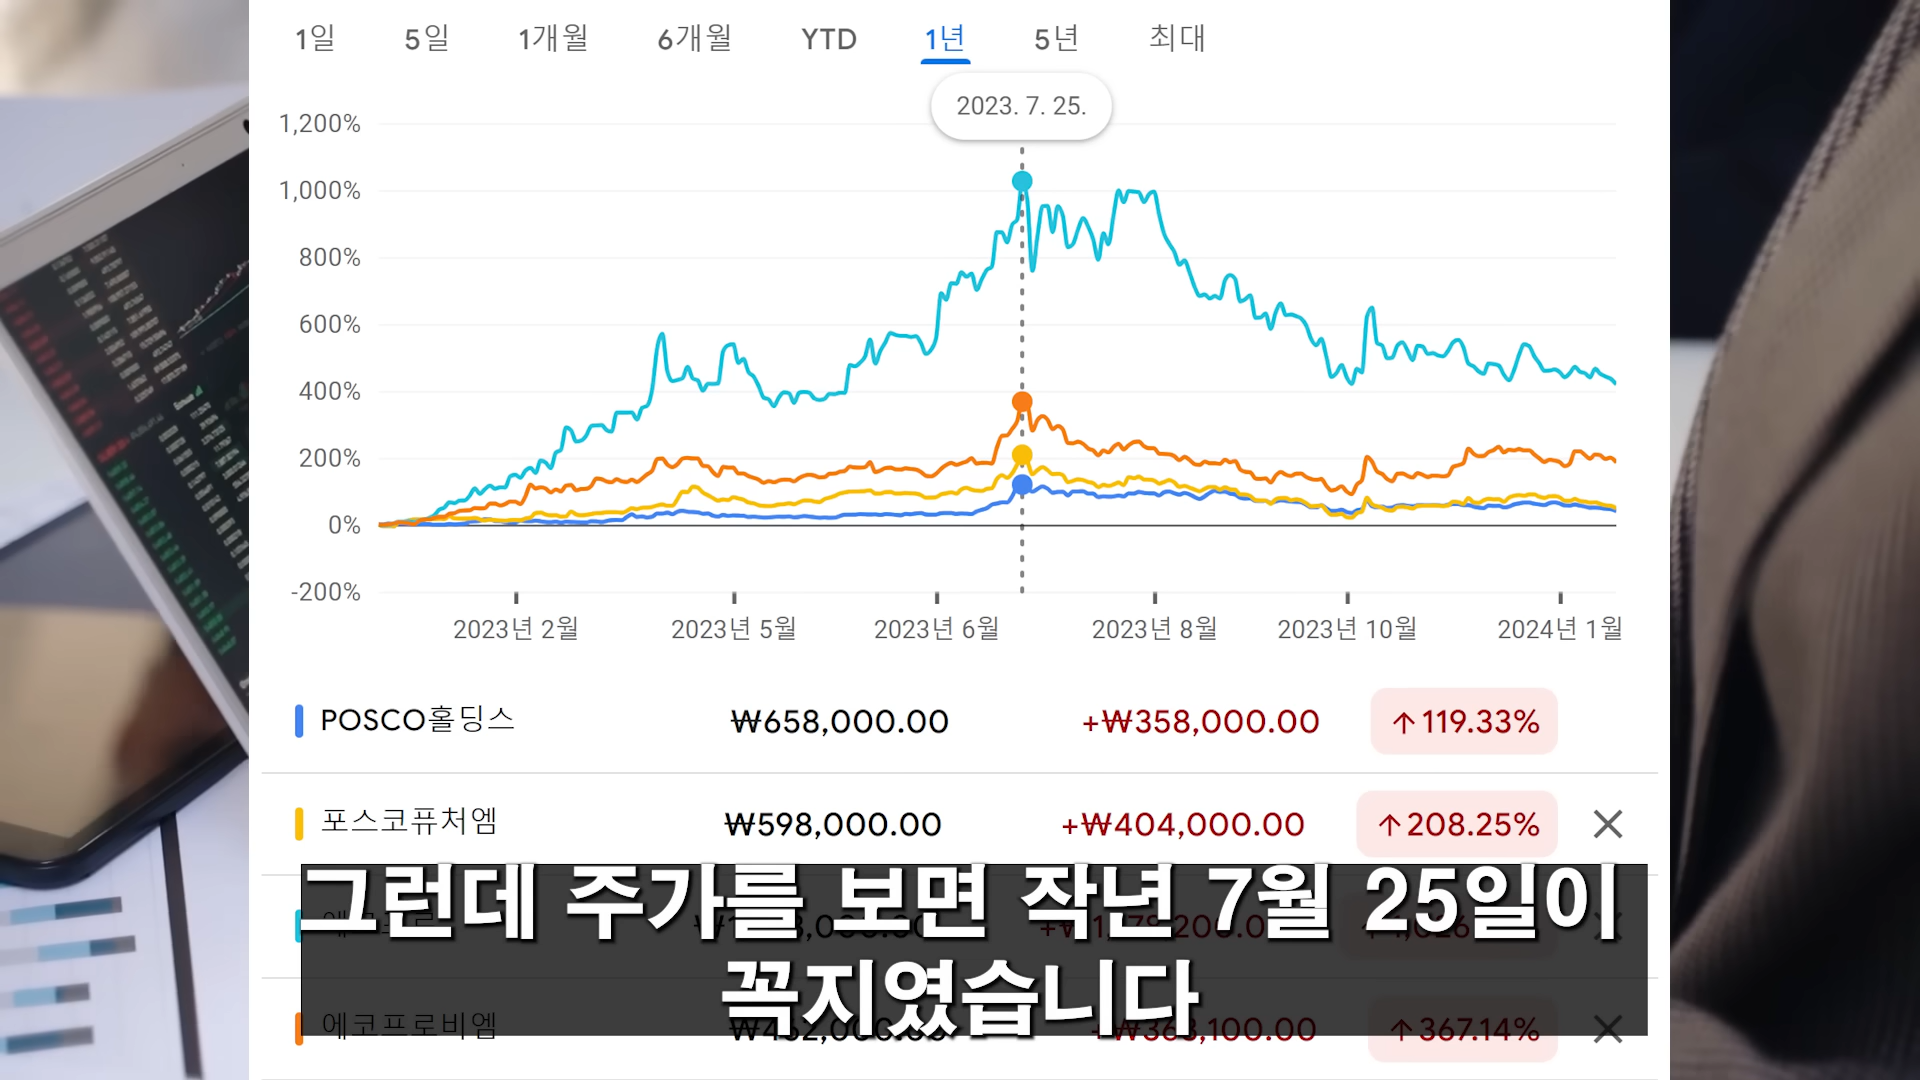 1일 5일 1개월 6개월 YTD 1년 5년 최대
2023. 7. 25.
1,200%
1,000%
800%
600%
400%
200%
0%
-200%
2023년 2월 2023년 5월 2023년 6월 2023년 8월 2023년 10월 2024년 1월
POSCO홀딩스 ₩658,000.00 +₩358,000.00 ↑119.33%
포스코퓨처엠 ₩598,000.00 +₩404,000.00 ↑208.25%
그런데 주가를 보면 작년 7월 25일이
꼭지였습니다
에코프로비엠 ↑367.14%